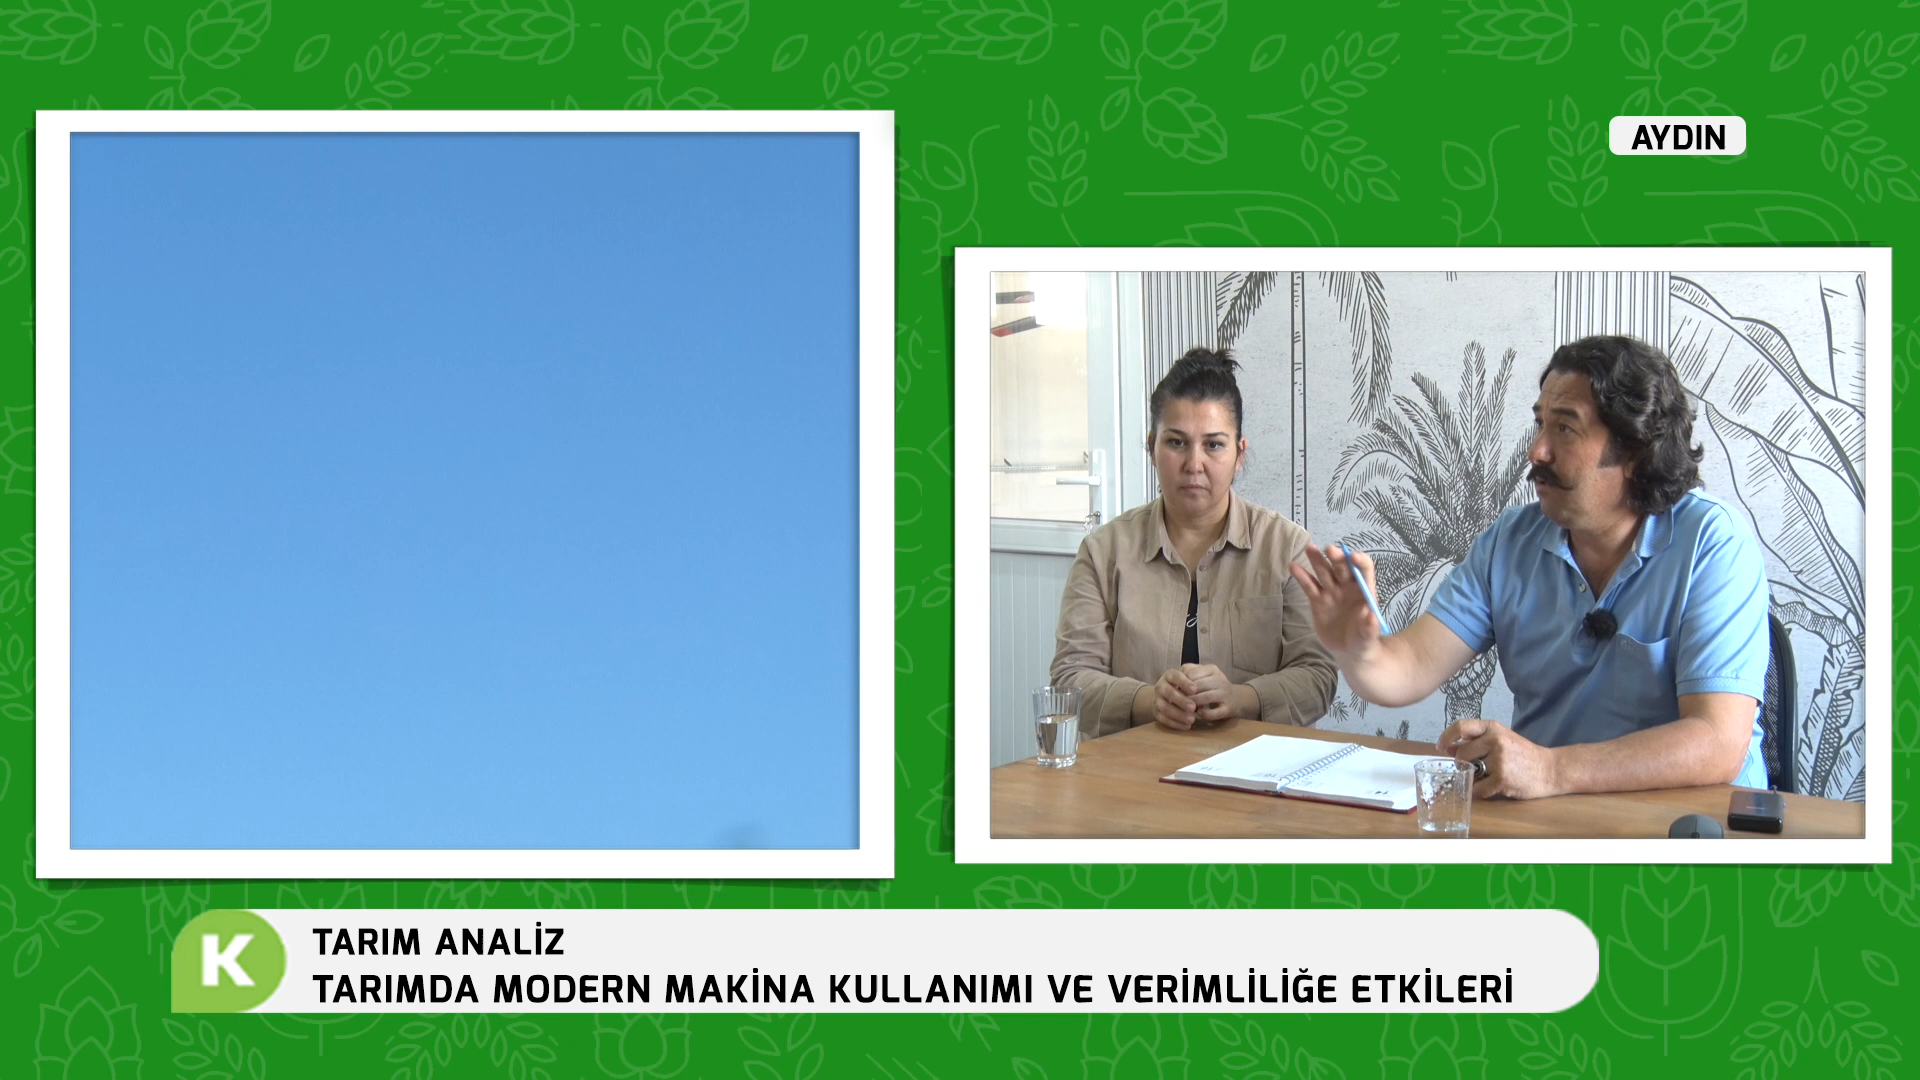 AYDIN
K
TARIM ANALİZ
TARIMDA MODERN MAKİNA KULLANIMI VE VERİMLİLİĞE ETKİLERİ